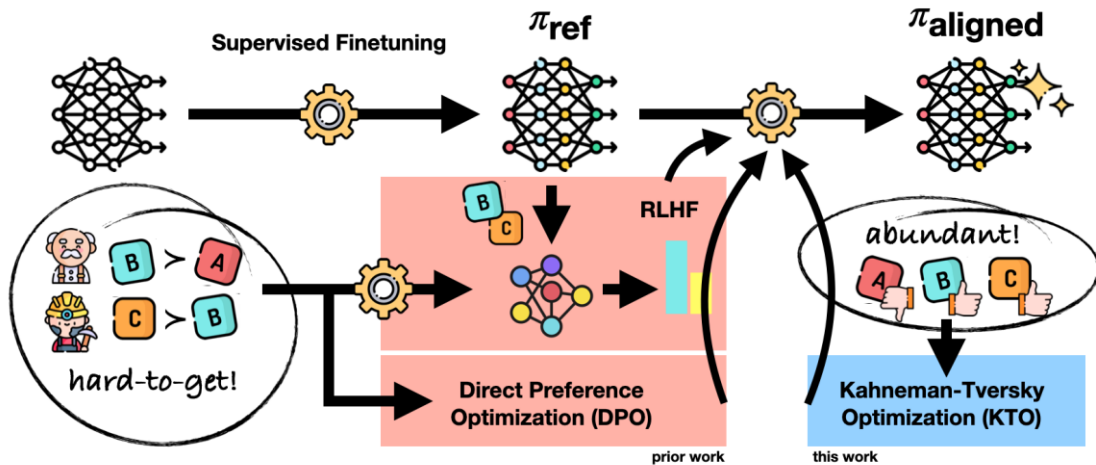 Supervised Finetuning
πref
πaligned
B
C
RLHF
B ≻ A
C ≻ B
hard-to-get!
abundant!
A B C
Direct Preference
Optimization (DPO)
Kahneman-Tversky
Optimization (KTO)
prior work
this work